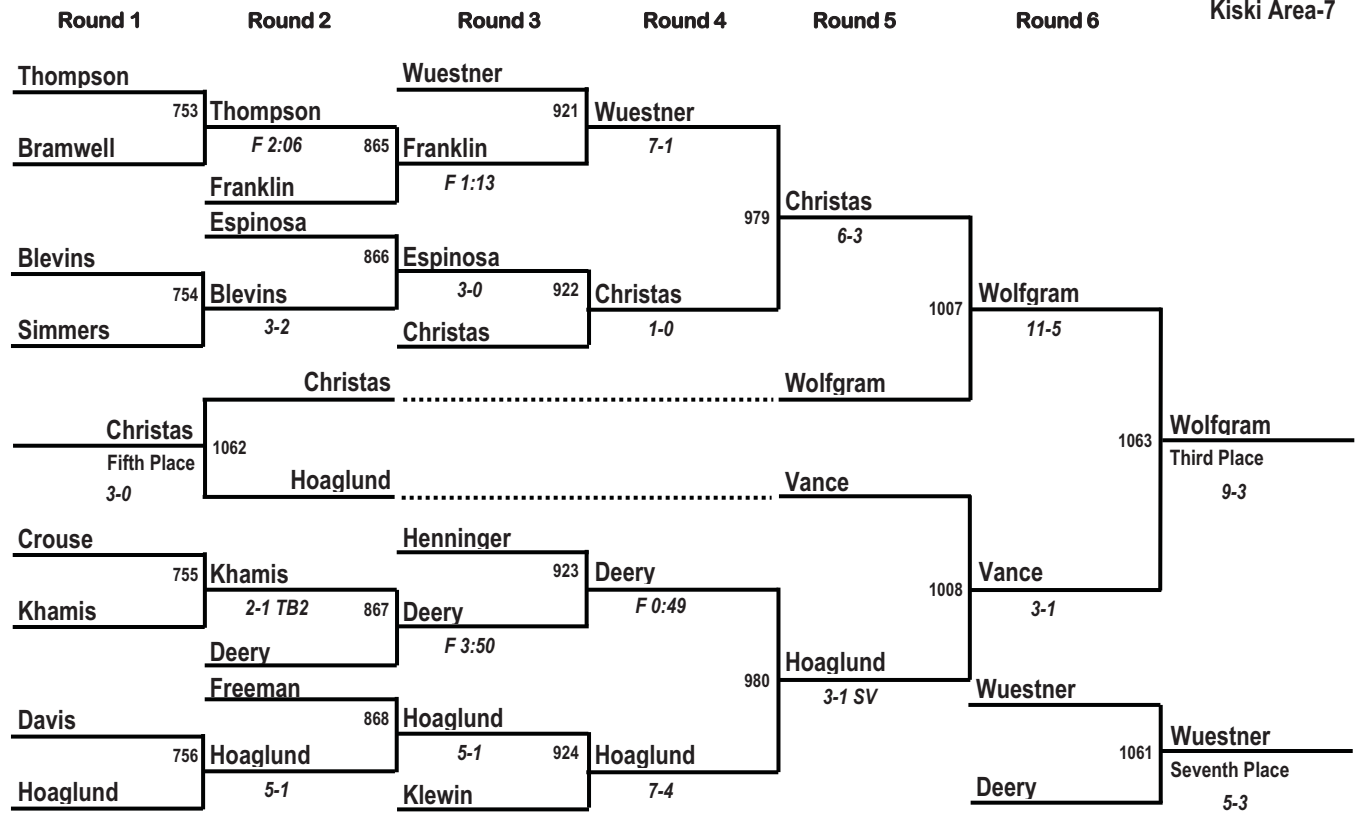 Kiski Area-7
Round 1 Round 2 Round 3 Round 4 Round 5 Round 6
Thompson
Wuestner
753 Thompson
921 Wuestner
Bramwell
F 2:06
865 Franklin
7-1
Franklin
F 1:13
Christas
Espinosa
979
6-3
Blevins
866 Espinosa
754 Blevins
3-0
922 Christas
Wolfgram
Simmers
3-2
Christas
1-0
1007
11-5
Christas
Wolfgram
Christas
1062
Wolfgram
Fifth Place
1063
Third Place
3-0
Hoaglund
Vance
9-3
Crouse
Henninger
755 Khamis
923 Deery
Vance
Khamis
2-1 TB2
867 Deery
F 0:49
1008
3-1
Deery
F 3:50
Hoaglund
Freeman
980
3-1 SV
Wuestner
Davis
868 Hoaglund
756 Hoaglund
5-1
924 Hoaglund
1061
Wuestner
Hoaglund
5-1
Klewin
7-4
Deery
Seventh Place
5-3